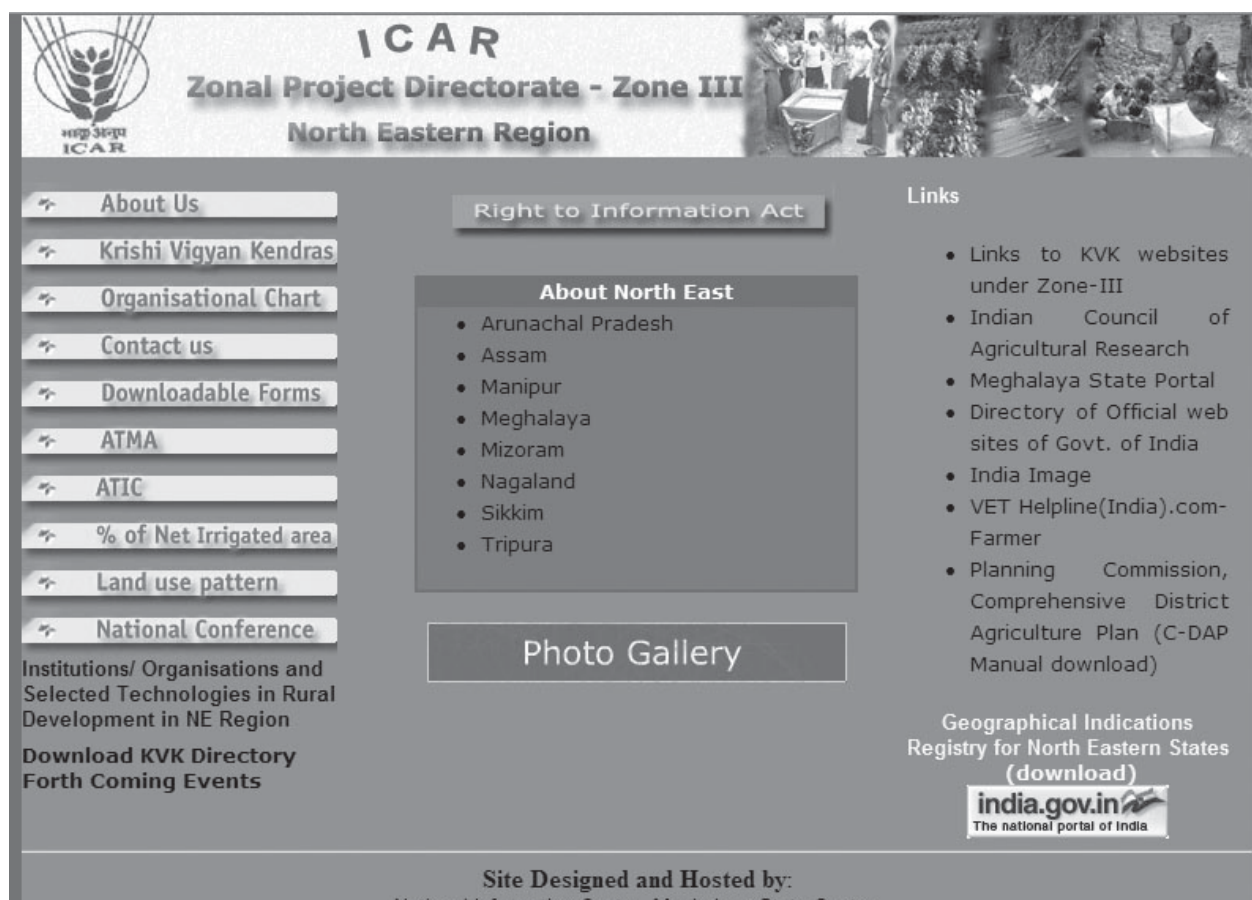 ICAR
Zonal Project Directorate - Zone III
North Eastern Region
भाकृअनुप
ICAR
About Us
Krishi Vigyan Kendras
Organisational Chart
Contact us
Downloadable Forms
ATMA
ATIC
% of Net Irrigated area
Land use pattern
National Conference
Institutions/ Organisations and
Selected Technologies in Rural
Development in NE Region
Download KVK Directory
Forth Coming Events
Right to Information Act
About North East
• Arunachal Pradesh
• Assam
• Manipur
• Meghalaya
• Mizoram
• Nagaland
• Sikkim
• Tripura
Photo Gallery
Links
• Links to KVK websites
under Zone-III
• Indian Council of
Agricultural Research
• Meghalaya State Portal
• Directory of Official web
sites of Govt. of India
• India Image
• VET Helpline(India).com-
Farmer
• Planning Commission,
Comprehensive District
Agriculture Plan (C-DAP
Manual download)
Geographical Indications
Registry for North Eastern States
(download)
india.gov.in
The national portal of India
Site Designed and Hosted by: